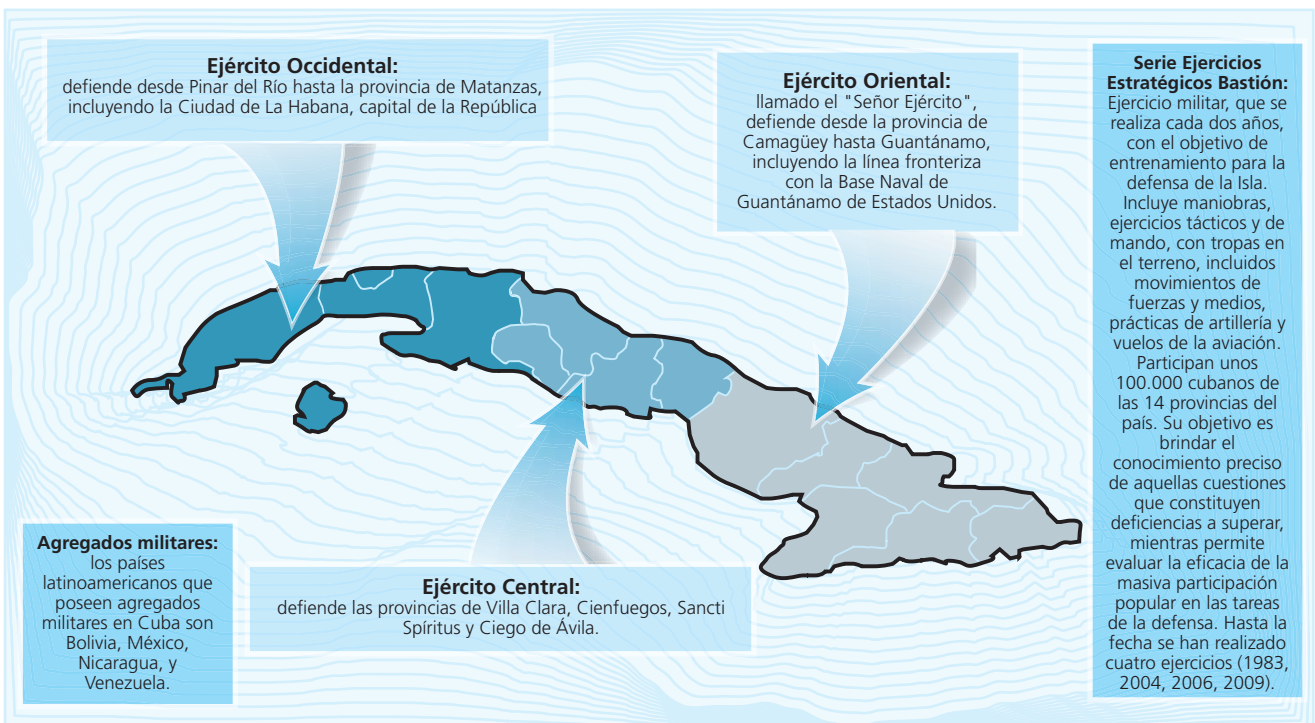 Ejército Occidental:
defiende desde Pinar del Río hasta la provincia de Matanzas,
incluyendo la Ciudad de La Habana, capital de la República
Ejército Oriental:
llamado el "Señor Ejército",
defiende desde la provincia de
Camagüey hasta Guantánamo,
incluyendo la línea fronteriza
con la Base Naval de
Guantánamo de Estados Unidos.
Serie Ejercicios
Estratégicos Bastión:
Ejercicio militar, que se
realiza cada dos años,
con el objetivo de
entrenamiento para la
defensa de la Isla.
Incluye maniobras,
ejercicios tácticos y de
mando, con tropas en
el terreno, incluidos
movimientos de
fuerzas y medios,
prácticas de artillería y
vuelos de la aviación.
Participan unos
100.000 cubanos de
las 14 provincias del
país. Su objetivo es
brindar el
conocimiento preciso
de aquellas cuestiones
que constituyen
deficiencias a superar,
mientras permite
evaluar la eficacia de la
masiva participación
popular en las tareas
de la defensa. Hasta la
fecha se han realizado
cuatro ejercicios (1983,
2004, 2006, 2009).
Agregados militares:
los países
latinoamericanos que
poseen agregados
militares en Cuba son
Bolivia, México,
Nicaragua, y
Venezuela.
Ejército Central:
defiende las provincias de Villa Clara, Cienfuegos, Sancti
Spíritus y Ciego de Ávila.